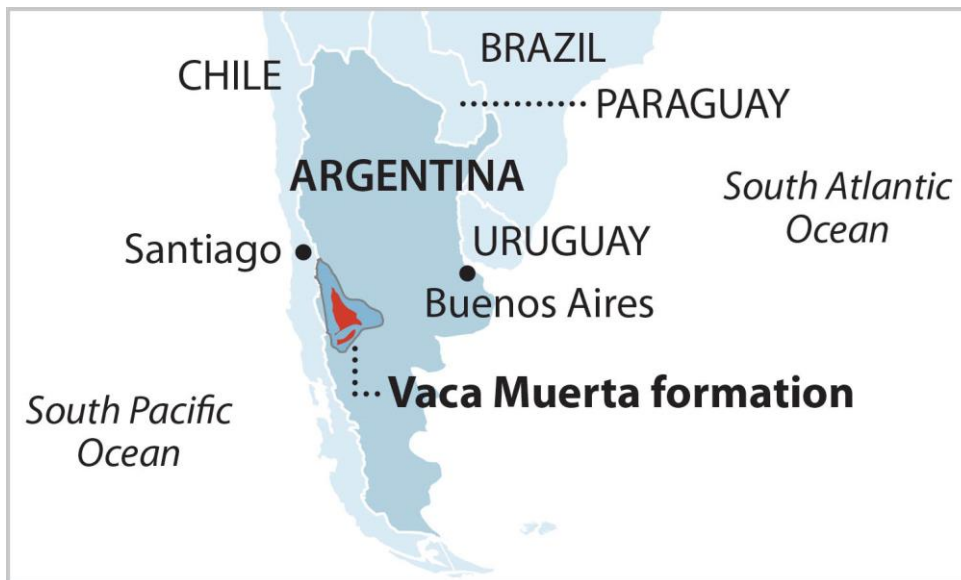 BRAZIL
CHILE
PARAGUAY
ARGENTINA
South Atlantic
Ocean
Santiago
URUGUAY
Buenos Aires
Vaca Muerta formation
South Pacific
Ocean